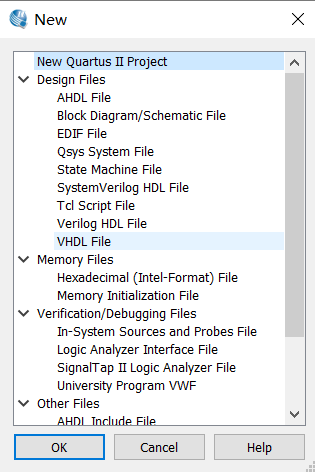 New
New Quartus II Project
Design Files
AHDL File
Block Diagram/Schematic File
EDIF File
Qsys System File
State Machine File
SystemVerilog HDL File
Tcl Script File
Verilog HDL File
VHDL File
Memory Files
Hexadecimal (Intel-Format) File
Memory Initialization File
Verification/Debugging Files
In-System Sources and Probes File
Logic Analyzer Interface File
SignalTap II Logic Analyzer File
University Program VWF
Other Files
AHDL Include File
OK Cancel Help